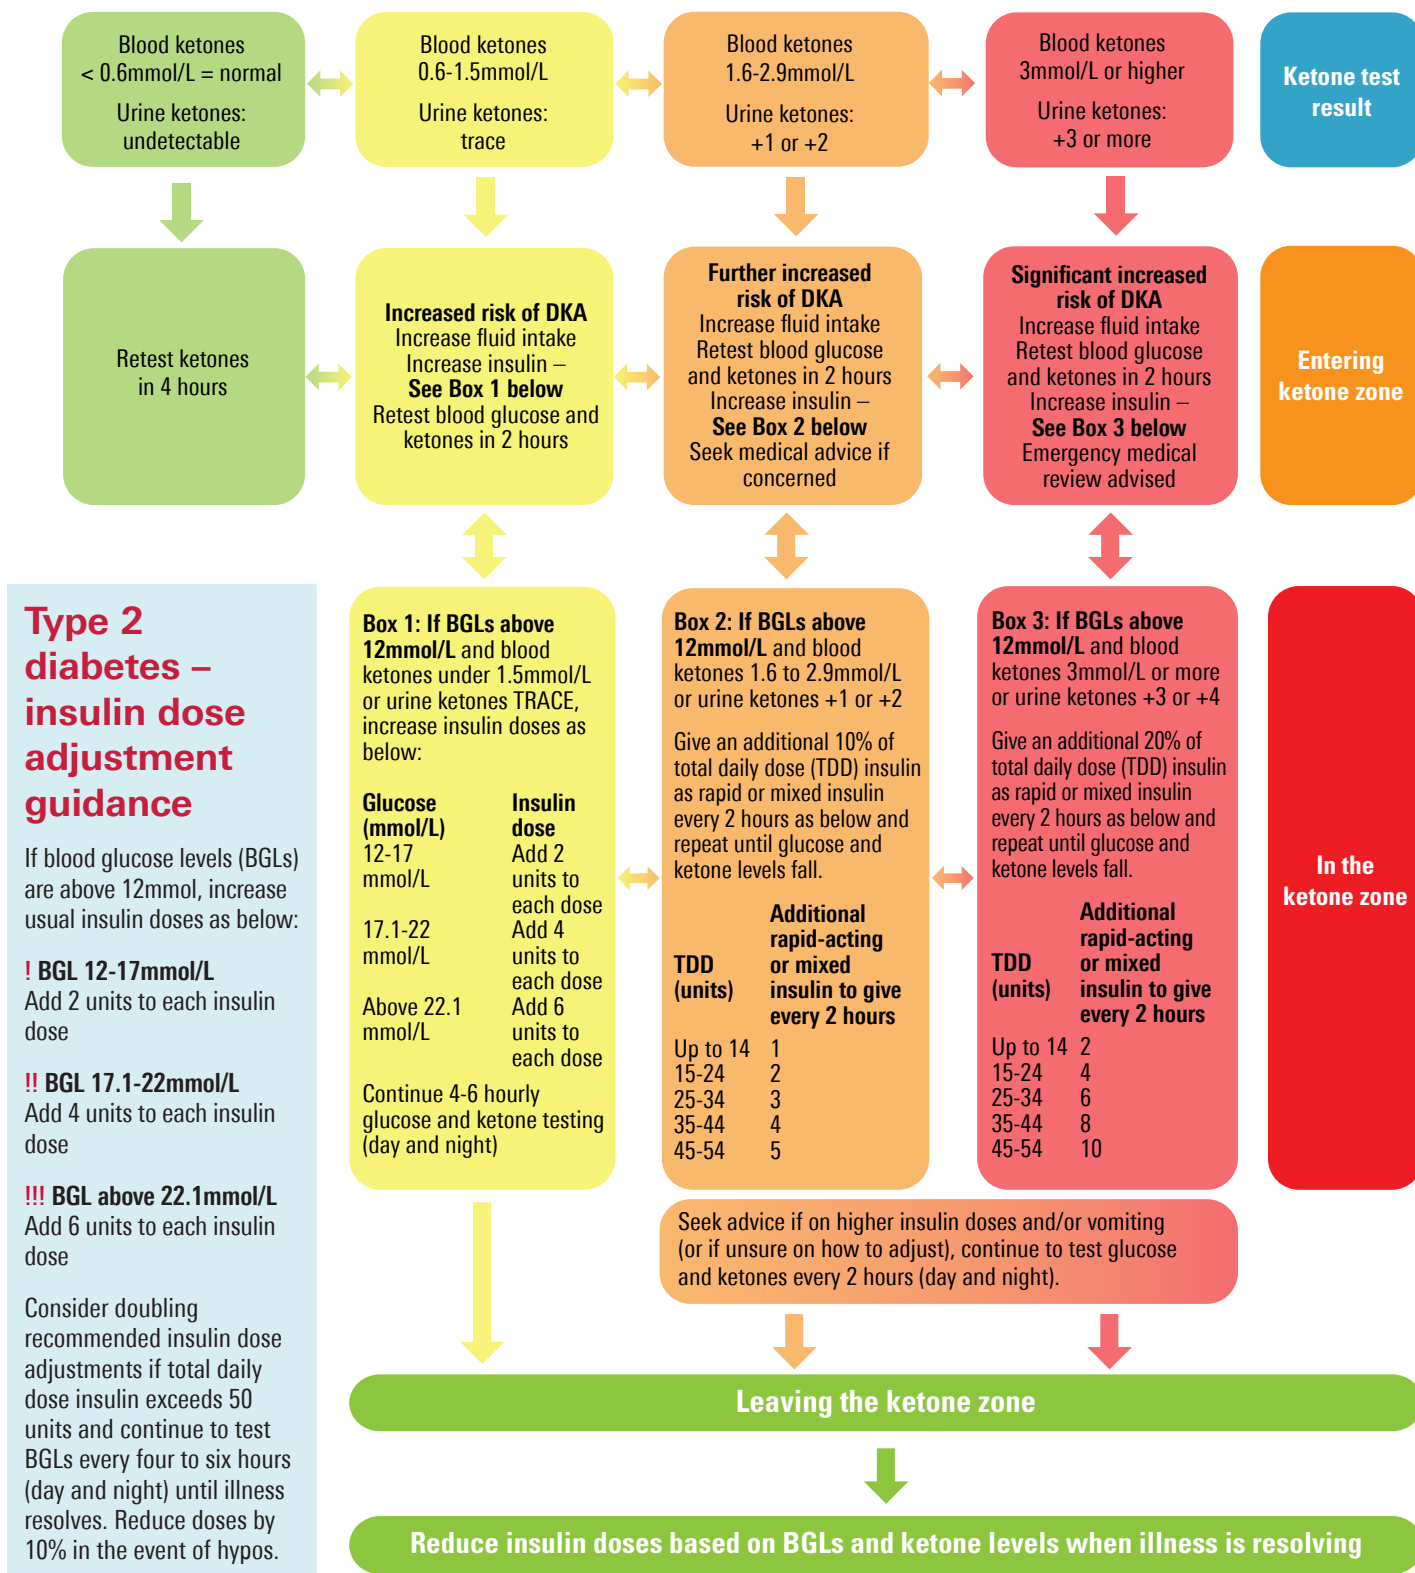 Blood ketones
< 0.6mmol/L = normal
Urine ketones:
undetectable
Blood ketones
0.6-1.5mmol/L
Urine ketones:
trace
Blood ketones
1.6-2.9mmol/L
Urine ketones:
+1 or +2
Blood ketones
3mmol/L or higher
Urine ketones:
+3 or more
Ketone test
result
Retest ketones
in 4 hours
Increased risk of DKA
Increase fluid intake
Increase insulin –
See Box 1 below
Retest blood glucose and
ketones in 2 hours
Further increased
risk of DKA
Increase fluid intake
Retest blood glucose
and ketones in 2 hours
Increase insulin –
See Box 2 below
Seek medical advice if
concerned
Significant increased
risk of DKA
Increase fluid intake
Retest blood glucose
and ketones in 2 hours
Increase insulin –
See Box 3 below
Emergency medical
review advised
Entering
ketone zone
Type 2
diabetes –
insulin dose
adjustment
guidance
If blood glucose levels (BGLs)
are above 12mmol, increase
usual insulin doses as below:
! BGL 12-17mmol/L
Add 2 units to each insulin
dose
!! BGL 17.1-22mmol/L
Add 4 units to each insulin
dose
!!! BGL above 22.1mmol/L
Add 6 units to each insulin
dose
Consider doubling
recommended insulin dose
adjustments if total daily
dose insulin exceeds 50
units and continue to test
BGLs every four to six hours
(day and night) until illness
resolves. Reduce doses by
10% in the event of hypos.
Box 1: If BGLs above
12mmol/L and blood
ketones under 1.5mmol/L
or urine ketones TRACE,
increase insulin doses as
below:
Glucose Insulin
(mmol/L) dose
12-17 Add 2
mmol/L units to
each dose
17.1-22 Add 4
mmol/L units to
each dose
Above 22.1 Add 6
mmol/L units to
each dose
Continue 4-6 hourly
glucose and ketone testing
(day and night)
Box 2: If BGLs above
12mmol/L and blood
ketones 1.6 to 2.9mmol/L
or urine ketones +1 or +2
Give an additional 10% of
total daily dose (TDD) insulin
as rapid or mixed insulin
every 2 hours as below and
repeat until glucose and
ketone levels fall.
Additional
rapid-acting
TDD or mixed
(units) insulin to give
every 2 hours
Up to 14 1
15-24 2
25-34 3
35-44 4
45-54 5
Box 3: If BGLs above
12mmol/L and blood
ketones 3mmol/L or more
or urine ketones +3 or +4
Give an additional 20% of
total daily dose (TDD) insulin
as rapid or mixed insulin
every 2 hours as below and
repeat until glucose and
ketone levels fall.
Additional
rapid-acting
TDD or mixed
(units) insulin to give
every 2 hours
Up to 14 2
15-24 4
25-34 6
35-44 8
45-54 10
In the
ketone zone
Seek advice if on higher insulin doses and/or vomiting
(or if unsure on how to adjust), continue to test glucose
and ketones every 2 hours (day and night).
Leaving the ketone zone
Reduce insulin doses based on BGLs and ketone levels when illness is resolving